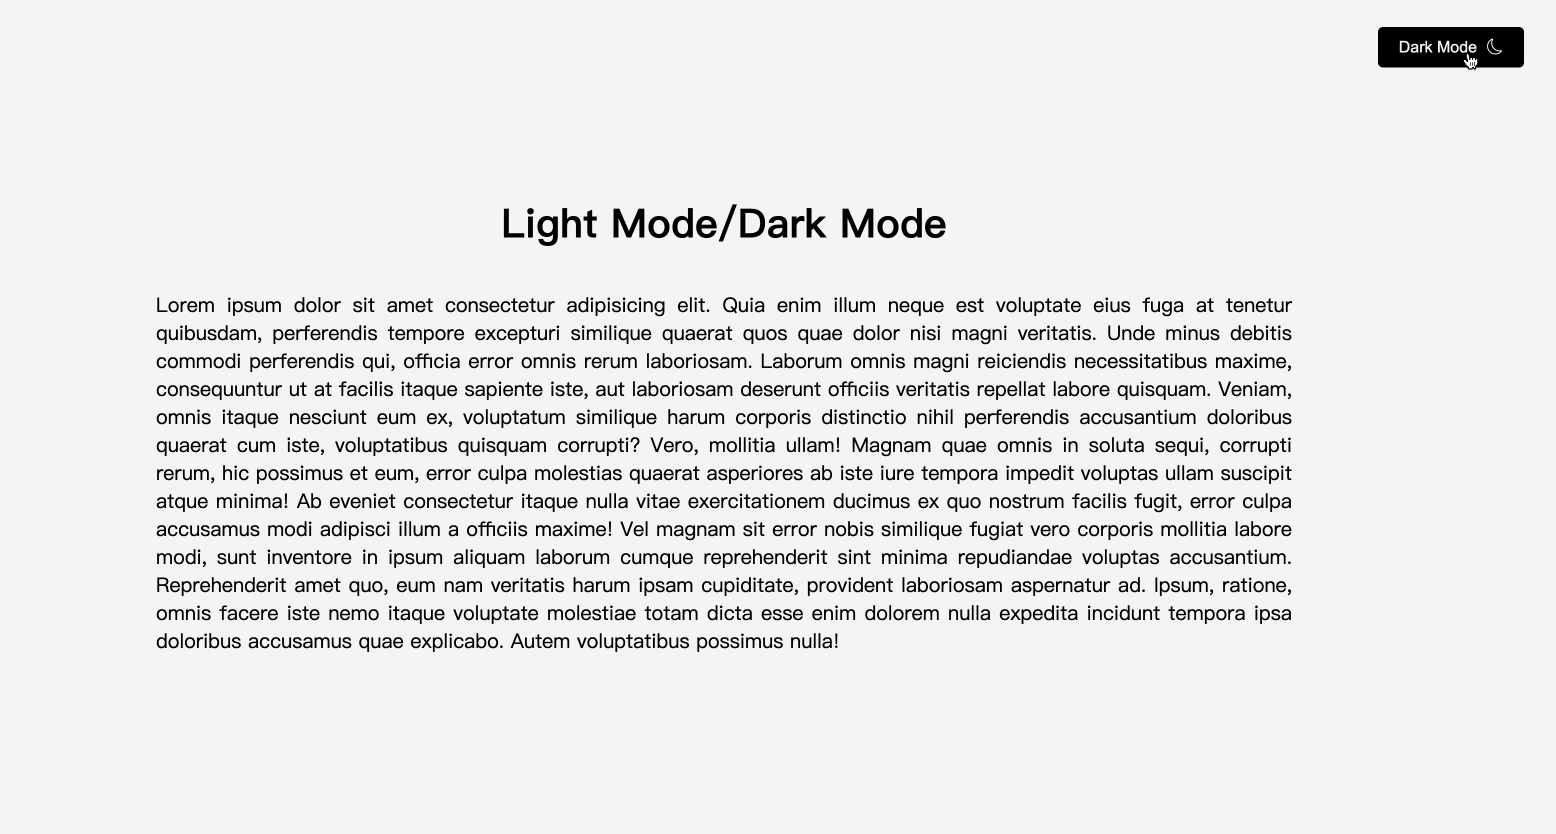 Dark Mode
Light Mode/Dark Mode
Lorem ipsum dolor sit amet consectetur adipisicing elit. Quia enim illum neque est voluptate eius fuga at tenetur
quibusdam, perferendis tempore excepturi similique quaerat quos quae dolor nisi magni veritatis. Unde minus debitis
commodi perferendis qui, officia error omnis rerum laboriosam. Laborum omnis magni reiciendis necessitatibus maxime,
consequuntur ut at facilis itaque sapiente iste, aut laboriosam deserunt officiis veritatis repellat labore quisquam. Veniam,
omnis itaque nesciunt eum ex, voluptatum similique harum corporis distinctio nihil perferendis accusantium doloribus
quaerat cum iste, voluptatibus quisquam corrupti? Vero, mollitia ullam! Magnam quae omnis in soluta sequi, corrupti
rerum, hic possimus et eum, error culpa molestias quaerat asperiores ab iste iure tempora impedit voluptas ullam suscipit
atque minima! Ab eveniet consectetur itaque nulla vitae exercitationem ducimus ex quo nostrum facilis fugit, error culpa
accusamus modi adipisci illum a officiis maxime! Vel magnam sit error nobis similique fugiat vero corporis mollitia labore
modi, sunt inventore in ipsum aliquam laborum cumque reprehenderit sint minima repudiandae voluptas accusantium.
Reprehenderit amet quo, eum nam veritatis harum ipsam cupiditate, provident laboriosam aspernatur ad. Ipsum, ratione,
omnis facere iste nemo itaque voluptate molestiae totam dicta esse enim dolorem nulla expedita incidunt tempora ipsa
doloribus accusamus quae explicabo. Autem voluptatibus possimus nulla!